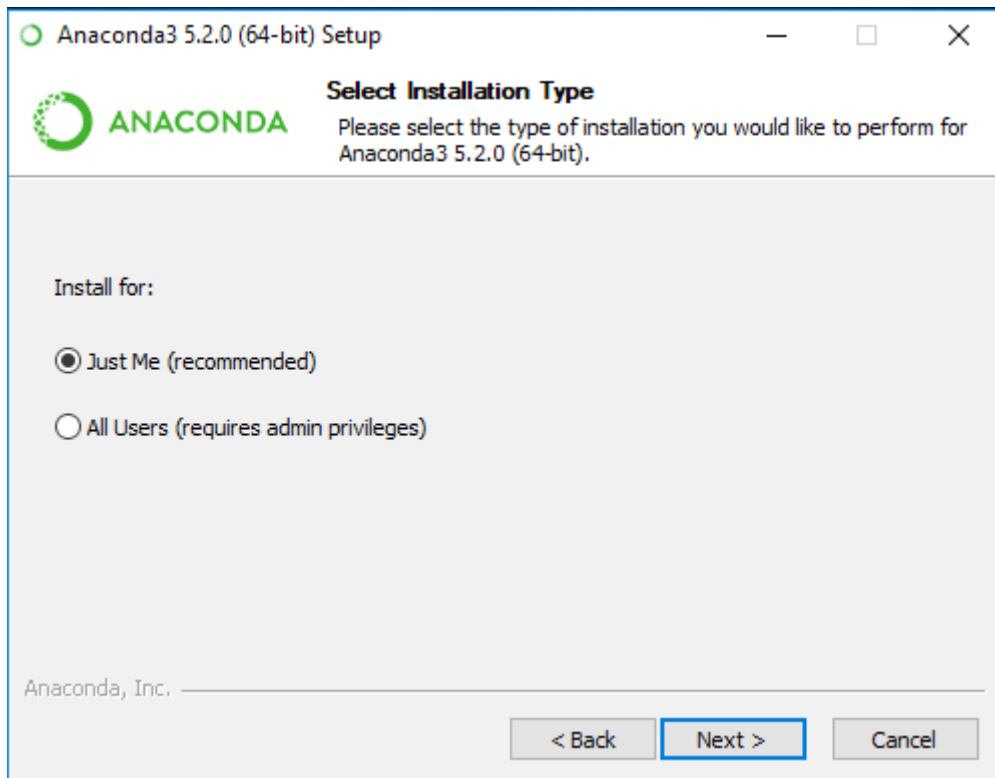 Anaconda3 5.2.0 (64-bit) Setup
ANACONDA
Select Installation Type
Please select the type of installation you would like to perform for
Anaconda3 5.2.0 (64-bit).
Install for:
Just Me (recommended)
All Users (requires admin privileges)
Anaconda, Inc.
< Back
Next >
Cancel